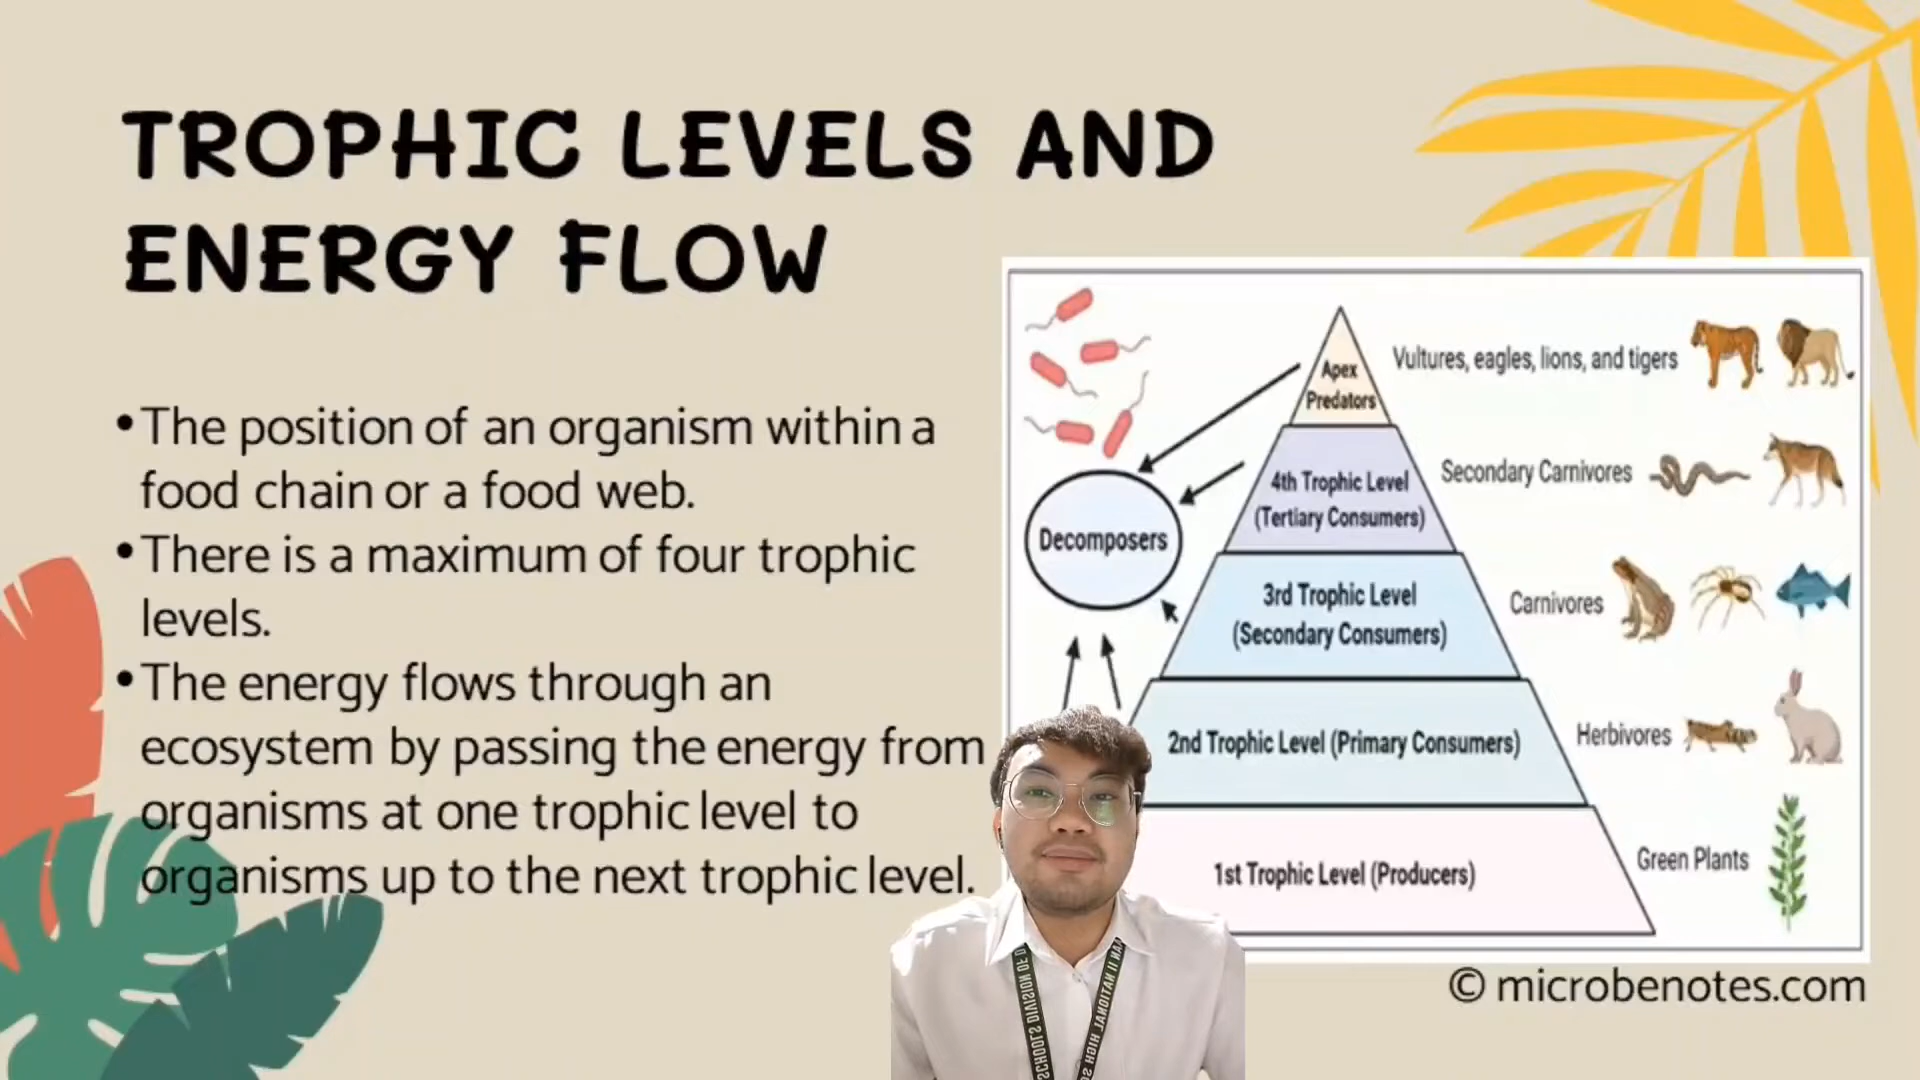 TROPHIC LEVELS AND
ENERGY FLOW
•The position of an organism within a
food chain or a food web.
•There is a maximum of four trophic
levels.
•The energy flows through an
ecosystem by passing the energy from
organisms at one trophic level to
organisms up to the next trophic level.
Apex
Predators
Vultures, eagles, lions, and tigers
4th Trophic Level
(Tertiary Consumers)
Secondary Carnivores
Decomposers
3rd Trophic Level
(Secondary Consumers)
Carnivores
2nd Trophic Level (Primary Consumers)
Herbivores
1st Trophic Level (Producers)
Green Plants
© microbenotes.com
SCHOOLS DIVISION OF
HIGH